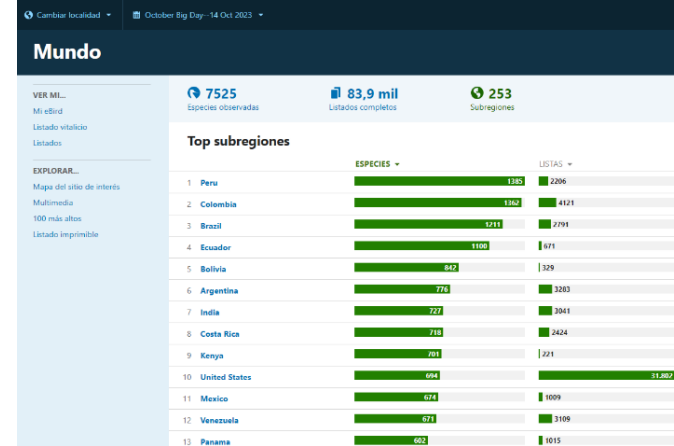 Cambiar localidad
October Big Day--14 Oct 2023
Mundo
VER MI...
Mi eBird
Listado vitalicio
Listados
EXPLORAR...
Mapa del sitio de interés
Multimedia
100 más altos
Listado imprimible
7525 83,9 mil 253
Especies observadas Listados completos Subregiones
Top subregiones
ESPECIES LISTAS
1 Peru 1385 2206
2 Colombia 1362 4121
3 Brazil 1211 2791
4 Ecuador 1100 671
5 Bolivia 842 329
6 Argentina 776 3283
7 India 727 3041
8 Costa Rica 718 2424
9 Kenya 701 221
10 United States 694 31.802
11 Mexico 674 1009
12 Venezuela 671 3109
13 Panama 602 1015